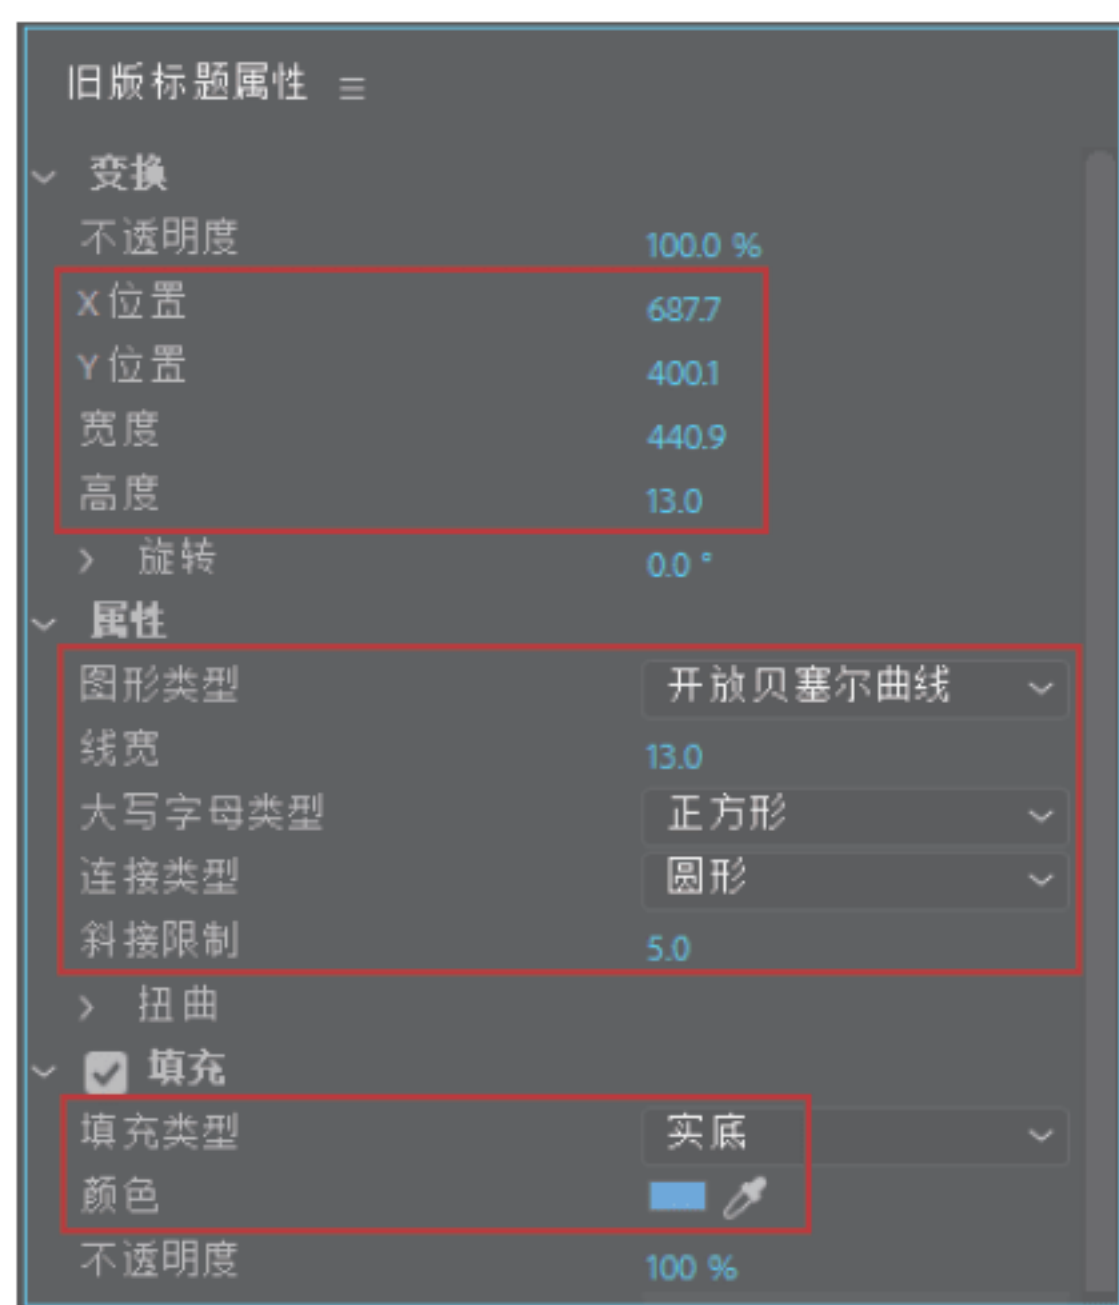 旧版标题属性
变换
不透明度 100.0 %
X位置 687.7
Y位置 400.1
宽度 440.9
高度 13.0
旋转 0.0 °
属性
图形类型 开放贝塞尔曲线
线宽 13.0
大写字母类型 正方形
连接类型 圆形
斜接限制 5.0
扭曲
填充
填充类型 实底
颜色
不透明度 100 %